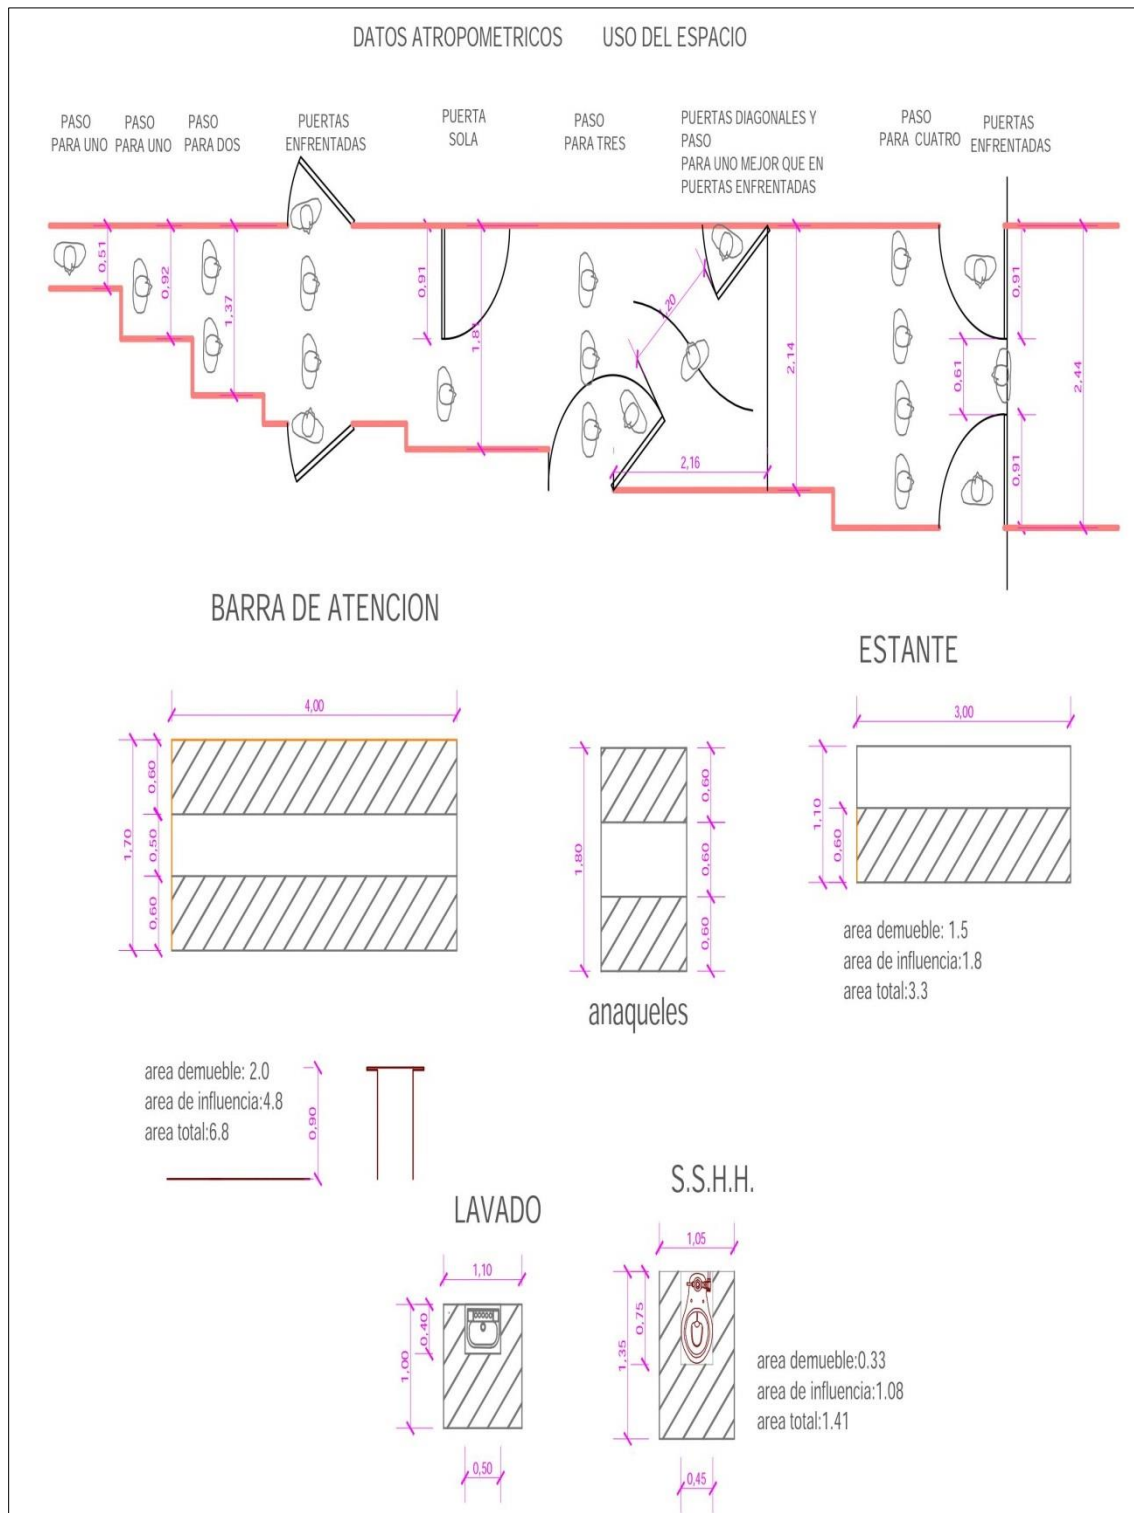 DATOS ATROPOMETRICOS USO DEL ESPACIO
PASO
PARA UNO
PASO
PARA UNO
PASO
PARA DOS
PUERTAS
ENFRENTADAS
PUERTA
SOLA
PASO
PARA TRES
PUERTAS DIAGONALES Y
PASO
PARA UNO MEJOR QUE EN
PUERTAS ENFRENTADAS
PASO
PARA CUATRO
PUERTAS
ENFRENTADAS
0,51
0,92
1,37
0,91
1,81
1,20
2,16
2,14
0,91
0,61
0,91
2,44
BARRA DE ATENCION
4,00
1,70
0,60
0,50
0,60
1,80
0,60
0,60
0,60
anaqueles
ESTANTE
3,00
1,10
0,60
area demueble: 1.5
area de influencia:1.8
area total:3.3
area demueble: 2.0
area de influencia:4.8
area total:6.8
0,90
LAVADO
1,10
0,40
1,00
0,50
S.S.H.H.
1,05
0,75
1,35
0,45
area demueble:0.33
area de influencia:1.08
area total:1.41